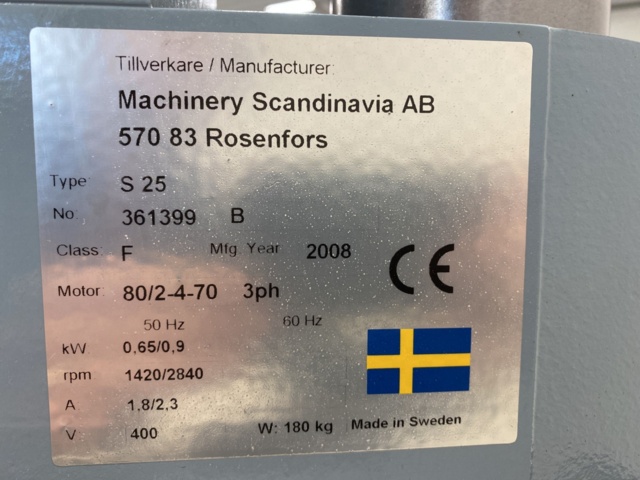 Tillverkare / Manufacturer:
Machinery Scandinavia AB
570 83 Rosenfors
Type: S 25
No: 361399 B
Class: F Mfg. Year 2008
CE
Motor: 80/2-4-70 3ph
50 Hz 60 Hz
kW 0,65/0,9
rpm 1420/2840
A 1,8/2,3
V 400 W: 180 kg Made in Sweden